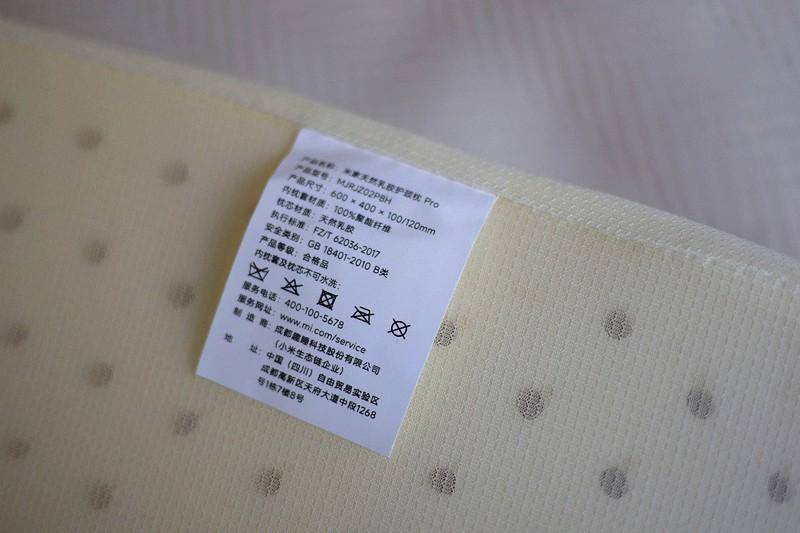 产品名称: 米家天然乳胶护颈枕 Pro
产品型号: MJRJZ02PBH
产品尺寸: 600 × 400 × 100/120mm
内枕套材质: 100%聚酯纤维
枕芯材质: 天然乳胶
执行标准: FZ/T 62036-2017
安全类别: GB 18401-2010 B类
产品等级: 合格品
内枕套及枕芯不可水洗:
服务电话: 400-100-5678
服务网址: www.mi.com/service
制 造 商: 成都趣睡科技股份有限公司
(小米生态链企业)
地 址: 中国(四川)自由贸易实验区
成都高新区天府大道中段1268
号1栋7楼8号